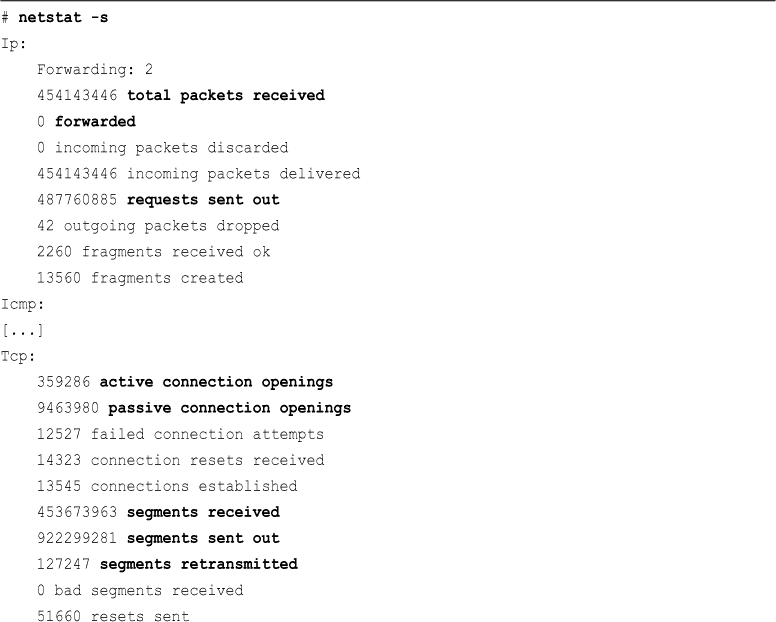 # netstat -s
Ip:
Forwarding: 2
454143446 total packets received
0 forwarded
0 incoming packets discarded
454143446 incoming packets delivered
487760885 requests sent out
42 outgoing packets dropped
2260 fragments received ok
13560 fragments created
Icmp:
[...]
Tcp:
359286 active connection openings
9463980 passive connection openings
12527 failed connection attempts
14323 connection resets received
13545 connections established
453673963 segments received
922299281 segments sent out
127247 segments retransmitted
0 bad segments received
51660 resets sent